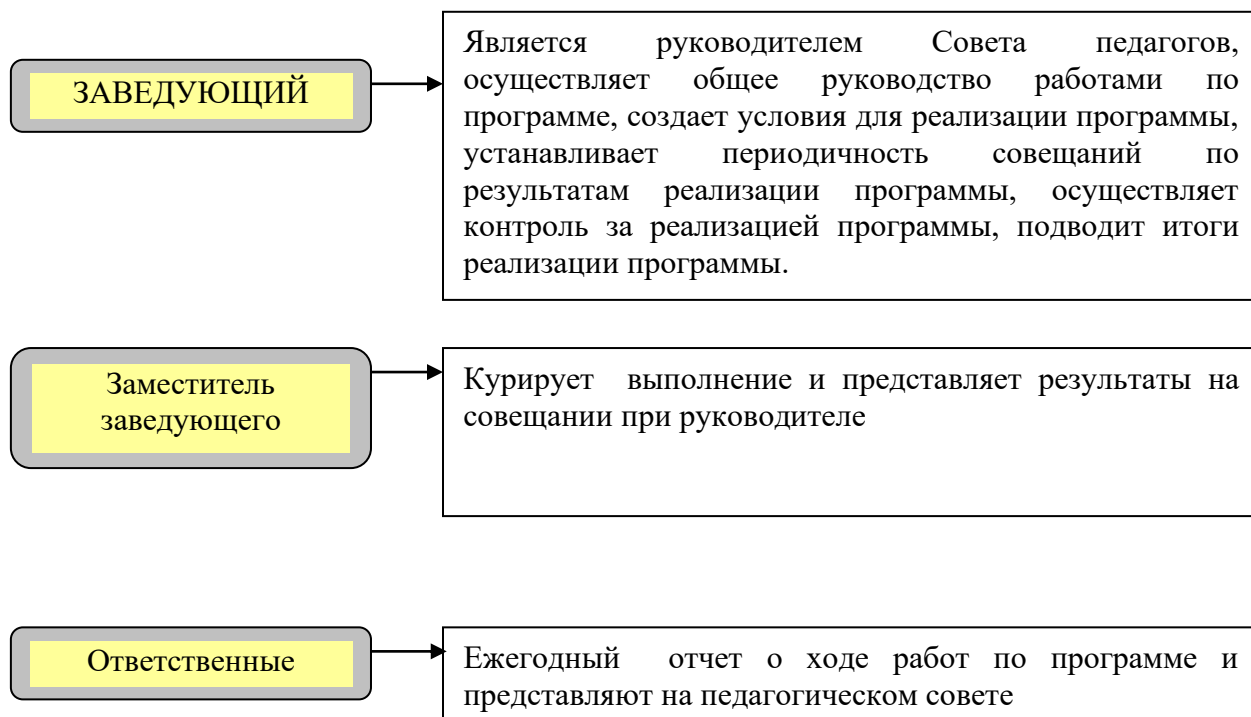 ЗАВЕДУЮЩИЙ
Является руководителем Совета педагогов,
осуществляет общее руководство работами по
программе, создает условия для реализации программы,
устанавливает периодичность совещаний по
результатам реализации программы, осуществляет
контроль за реализацией программы, подводит итоги
реализации программы.
Заместитель
заведующего
Курирует выполнение и представляет результаты на
совещании при руководителе
Ответственные
Ежегодный отчет о ходе работ по программе и
представляют на педагогическом совете